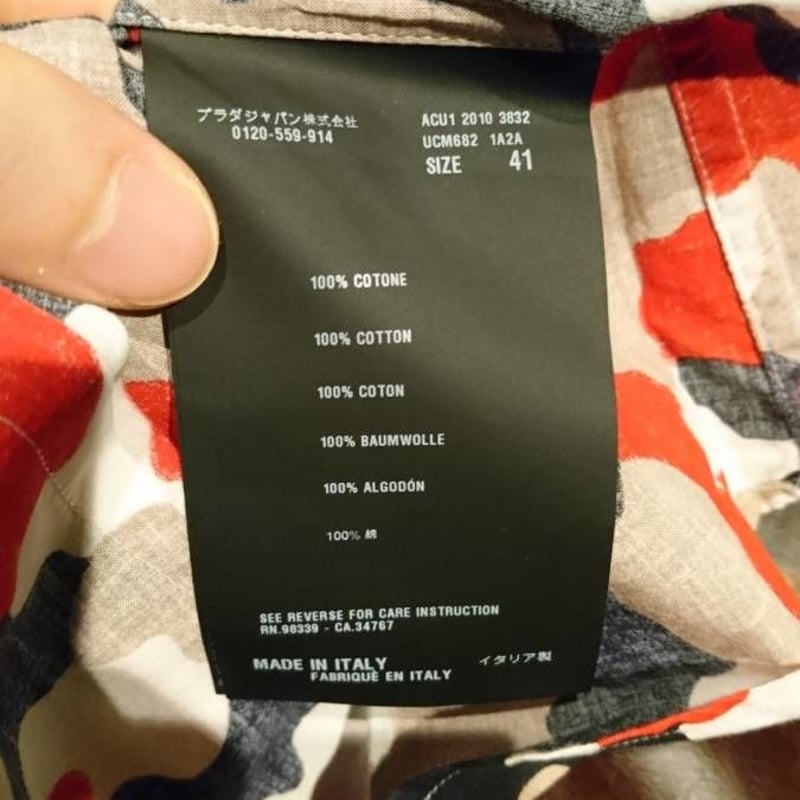 プラダジャパン株式会社
0120-559-914
ACU1 2010 3832
UCM682 1A2A
SIZE 41
100% COTONE
100% COTTON
100% COTON
100% BAUMWOLLE
100% ALGODÓN
100% 綿
SEE REVERSE FOR CARE INSTRUCTION
RN.98339 - CA.34767
MADE IN ITALY
FABRIQUÉ EN ITALY
イタリア製